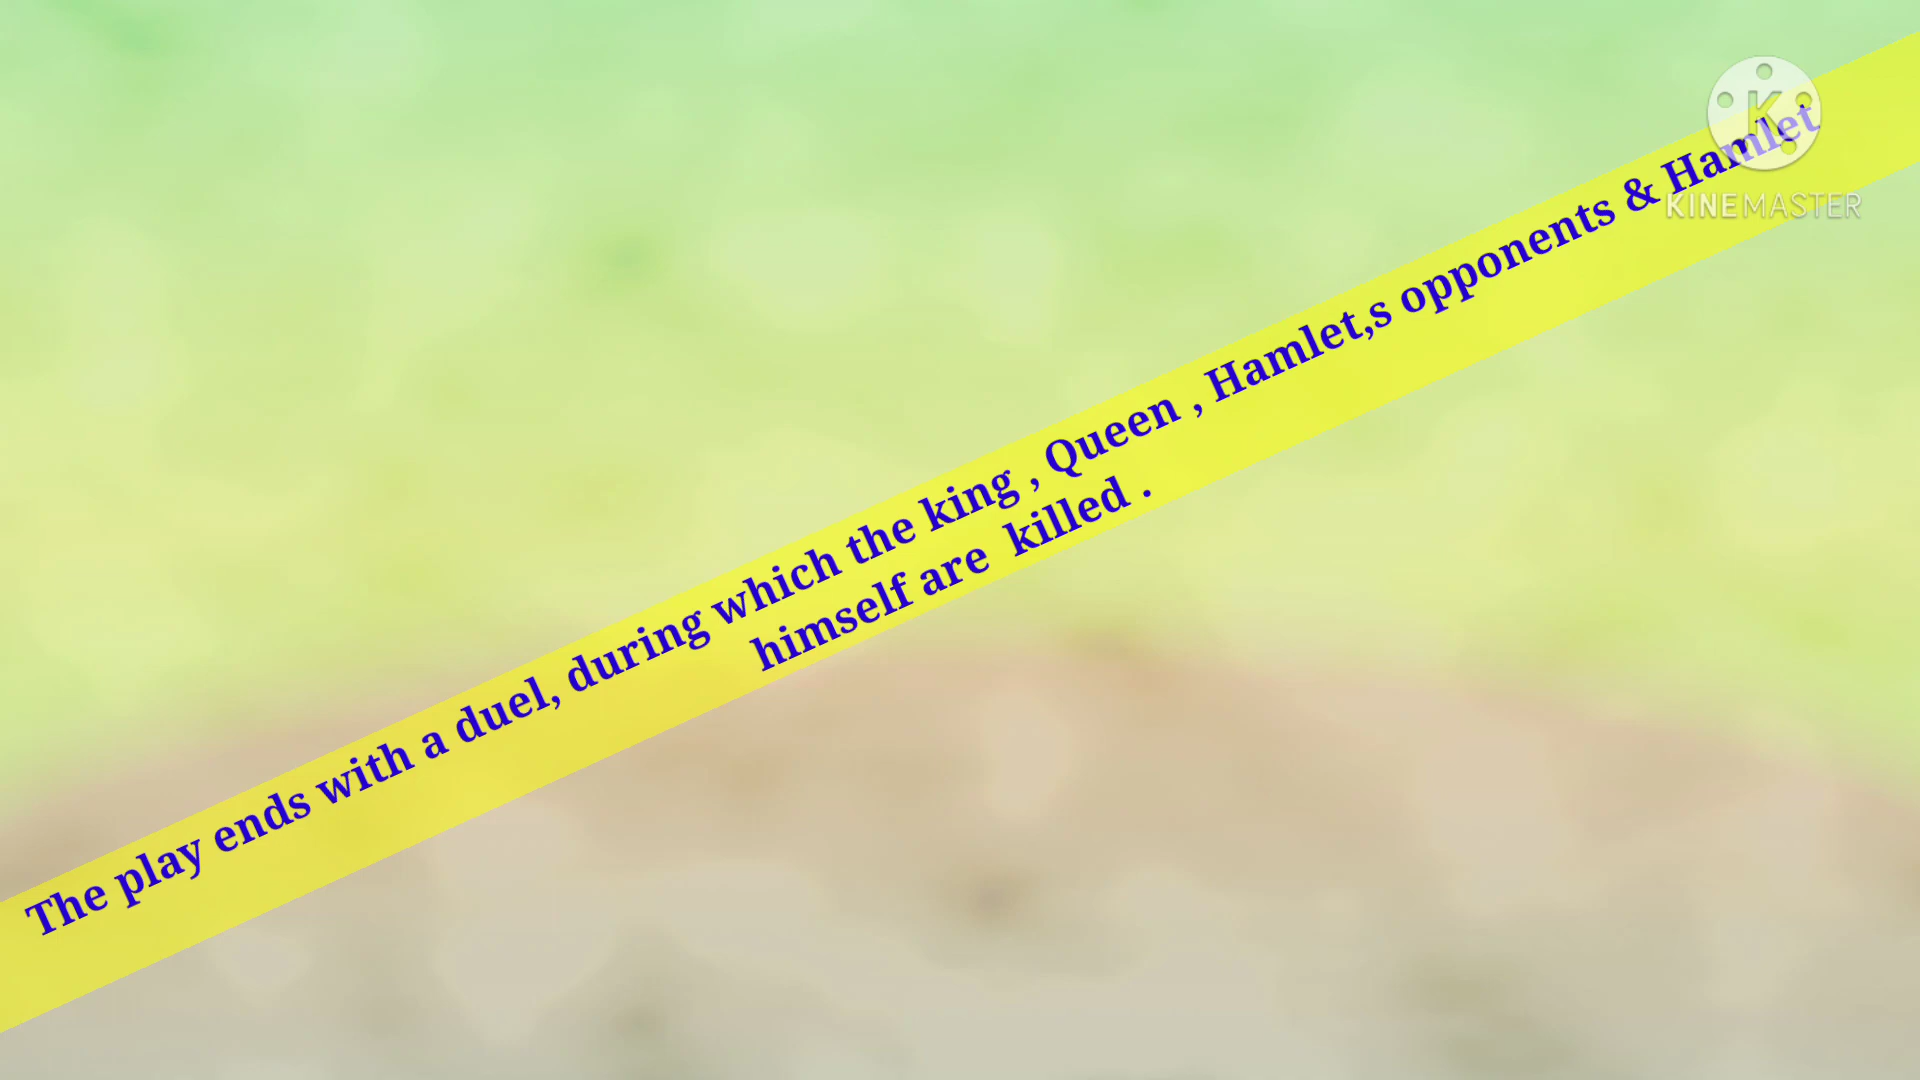 The play ends with a duel, during which the king , Queen , Hamlet,s opponents & Hamlet
himself are  killed .
K
KINEMASTER